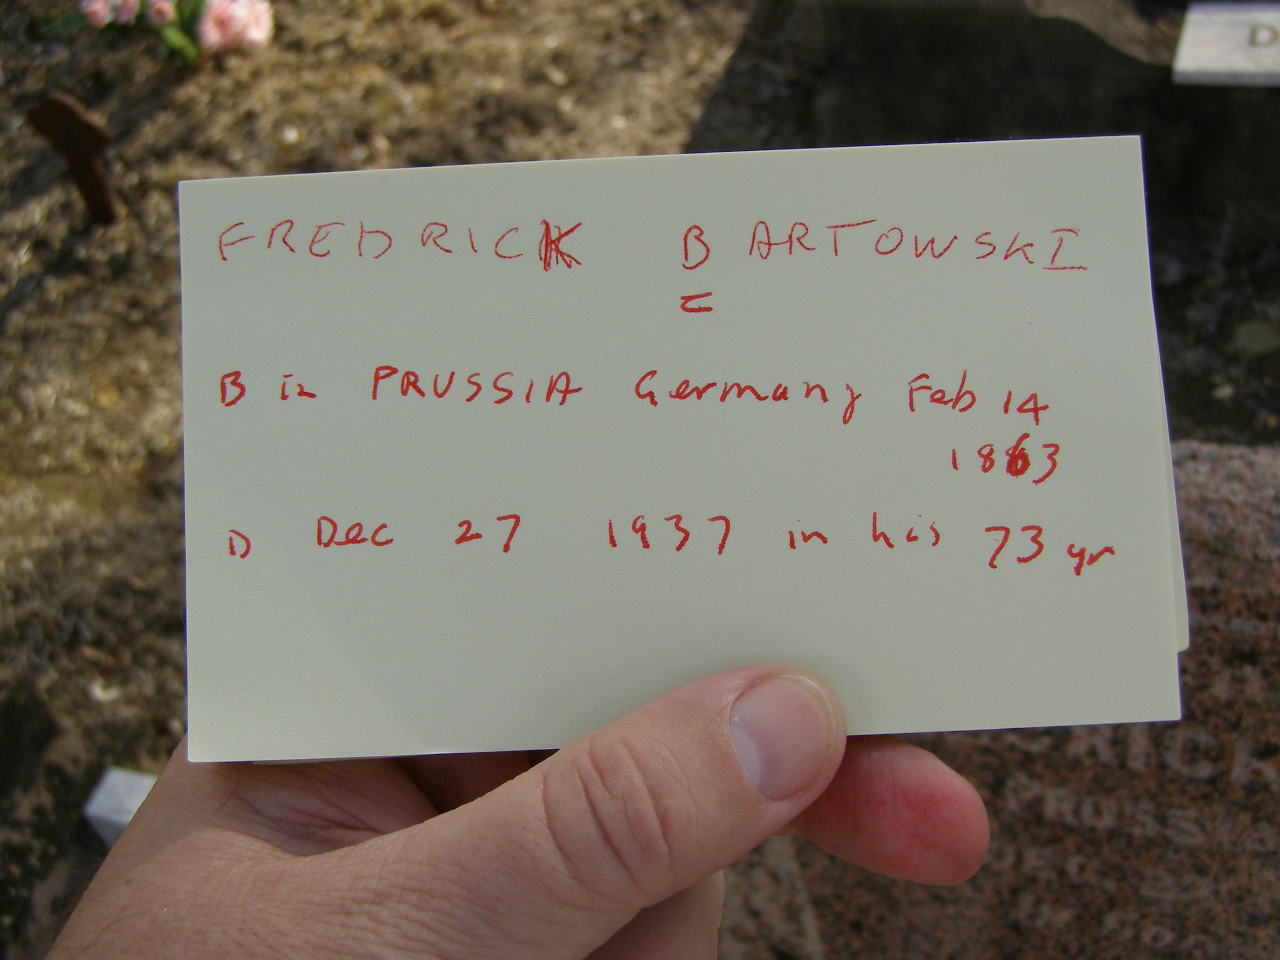 FREDRICK BARTOWSKI
B in PRUSSIA Germany Feb 14
1863
D Dec 27 1937 in his 73 yr
D